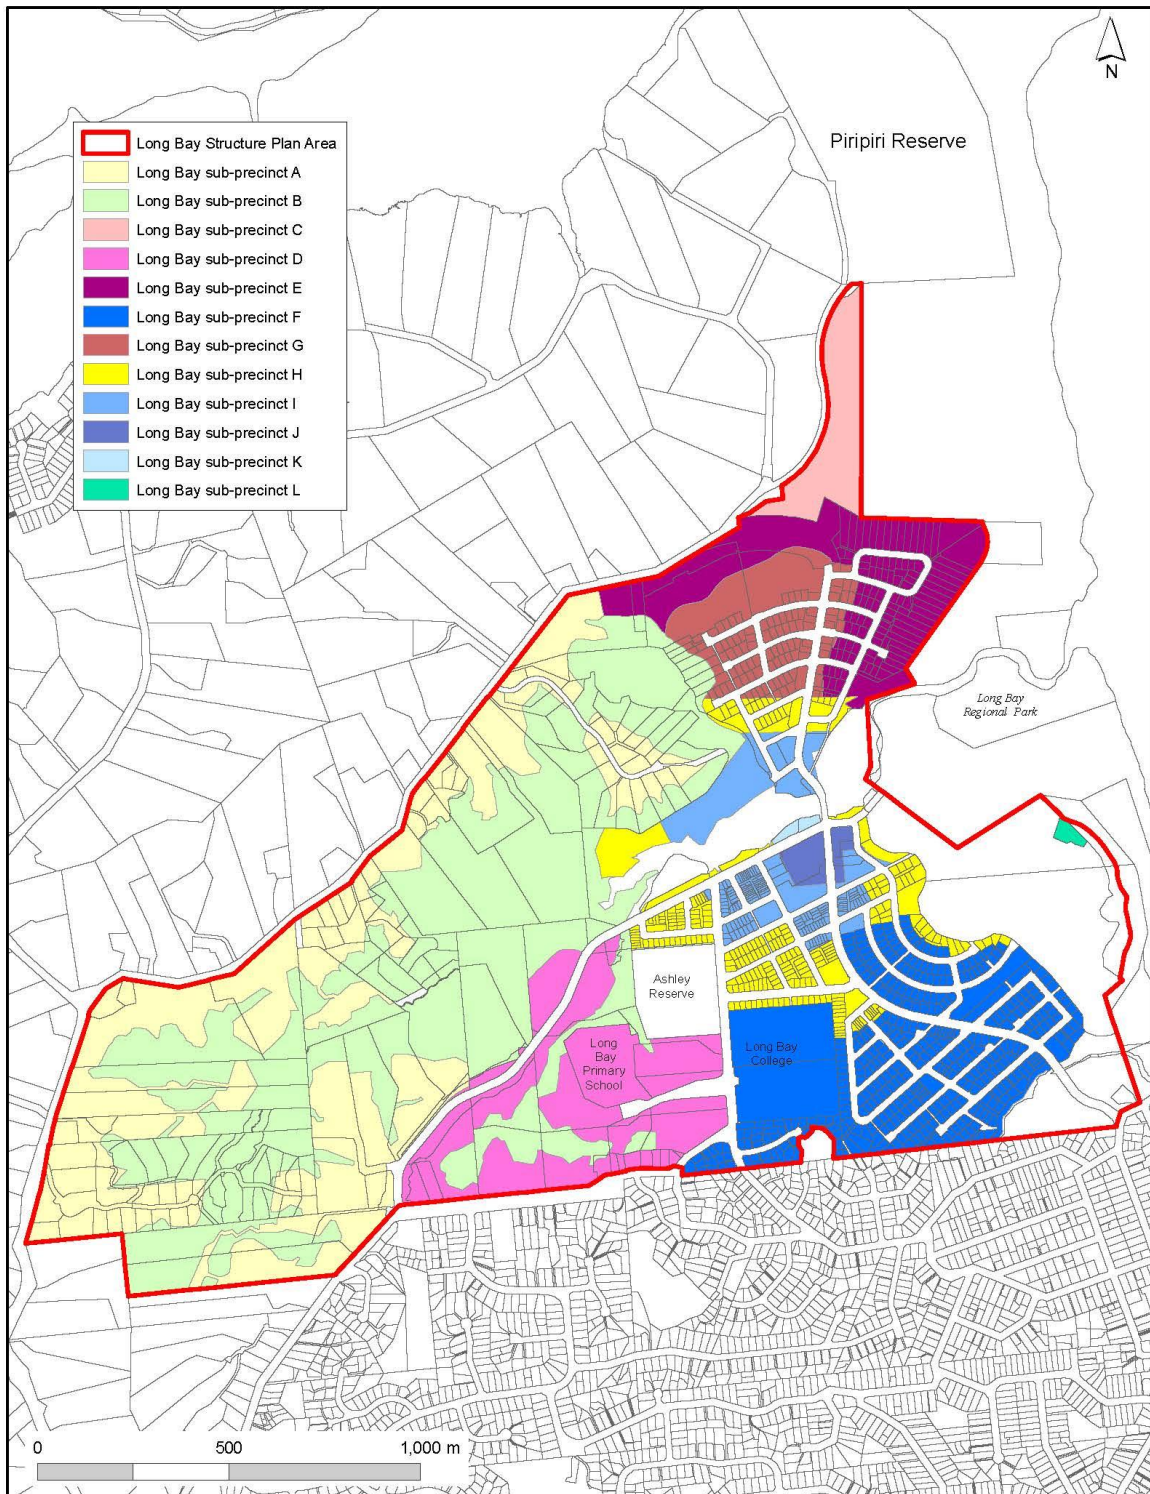 N
Piripiri Reserve
Long Bay Structure Plan Area
Long Bay sub-precinct A
Long Bay sub-precinct B
Long Bay sub-precinct C
Long Bay sub-precinct D
Long Bay sub-precinct E
Long Bay sub-precinct F
Long Bay sub-precinct G
Long Bay sub-precinct H
Long Bay sub-precinct I
Long Bay sub-precinct J
Long Bay sub-precinct K
Long Bay sub-precinct L
Long Bay
Regional Park
Ashley
Reserve
Long
Bay
Primary
School
Long Bay
College
0 500 1,000 m